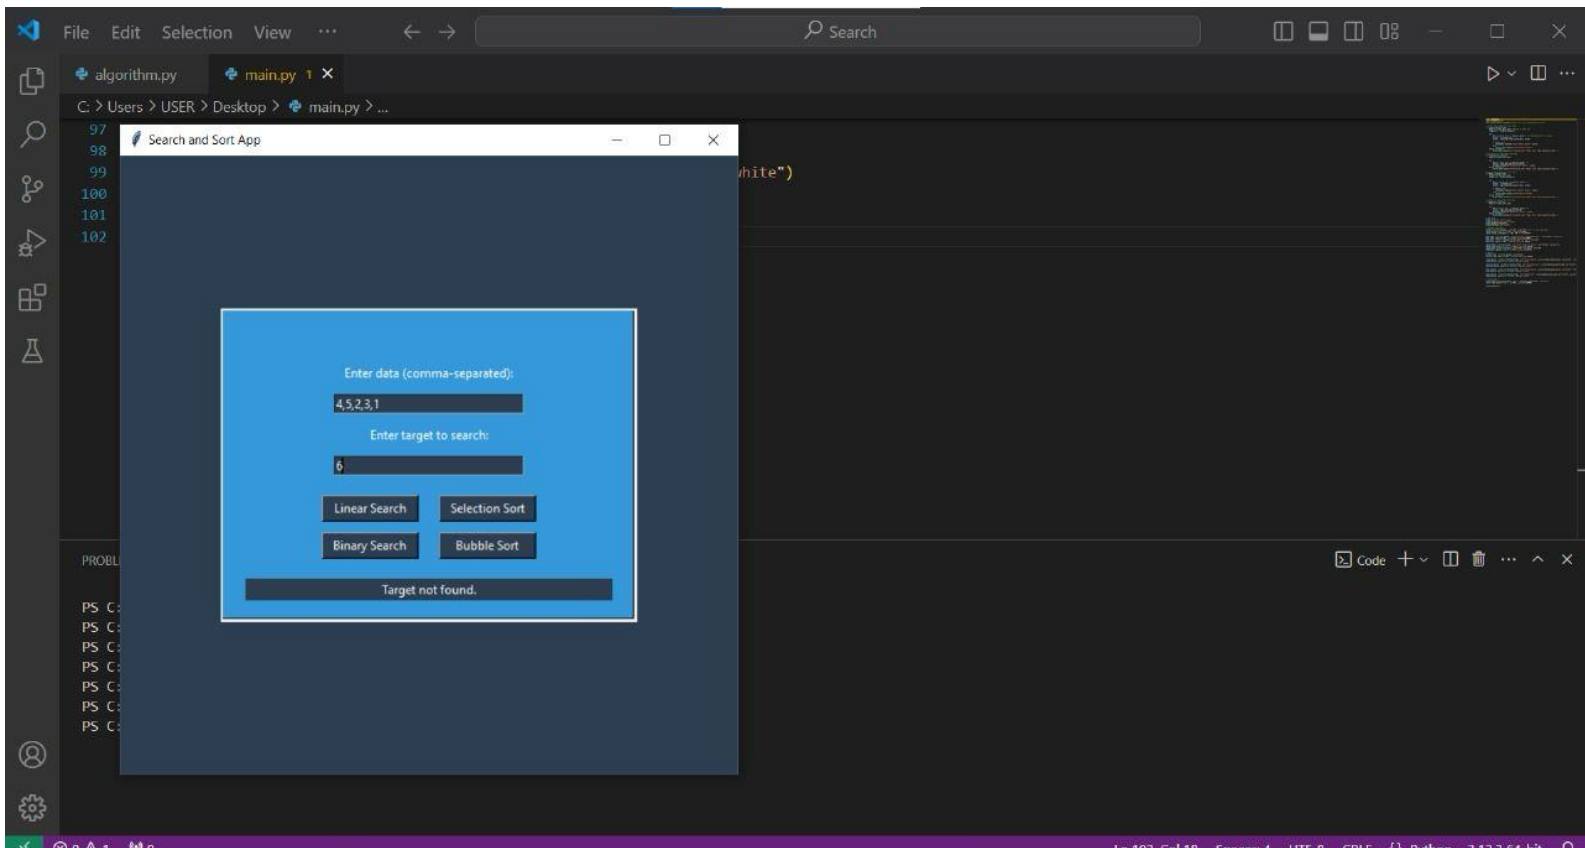 File Edit Selection View ... Search
algorithm.py main.py 1
C: > Users > USER > Desktop > main.py > ...
97
98
99
100
101
102
Search and Sort App
hite")
Enter data (comma-separated):
4,5,2,3,1
Enter target to search:
6
Linear Search Selection Sort
Binary Search Bubble Sort
Target not found.
PROBL
Code
PS C:
PS C:
PS C:
PS C:
PS C:
PS C:
PS C: